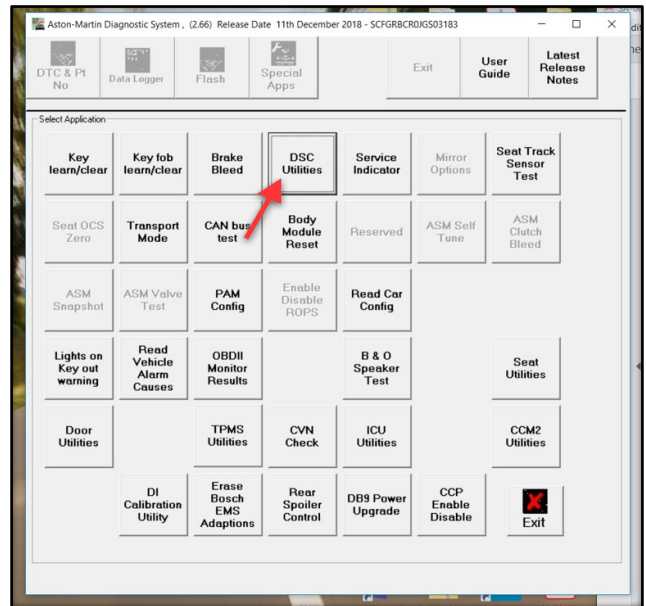 Aston-Martin Diagnostic System , (2.66) Release Date 11th December 2018 - SCFGRBCR0JGS03183
DTC & Pt
No
Data Logger
Flash
Special
Apps
Exit
User
Guide
Latest
Release
Notes
Select Application
Key
learn/clear
Key fob
learn/clear
Brake
Bleed
DSC
Utilities
Service
Indicator
Mirror
Options
Seat Track
Sensor
Test
Seat OCS
Zero
Transport
Mode
CAN bus
test
Body
Module
Reset
Reserved
ASM Self
Tune
ASM
Clutch
Bleed
ASM
Snapshot
ASM Valve
Test
PAM
Config
Enable
Disable
ROPS
Read Car
Config
Lights on
Key out
warning
Read
Vehicle
Alarm
Causes
OBDII
Monitor
Results
B & O
Speaker
Test
Seat
Utilities
Door
Utilities
TPMS
Utilities
CVN
Check
ICU
Utilities
CCM2
Utilities
DI
Calibration
Utility
Erase
Bosch
EMS
Adaptions
Rear
Spoiler
Control
DB9 Power
Upgrade
CCP
Enable
Disable
Exit